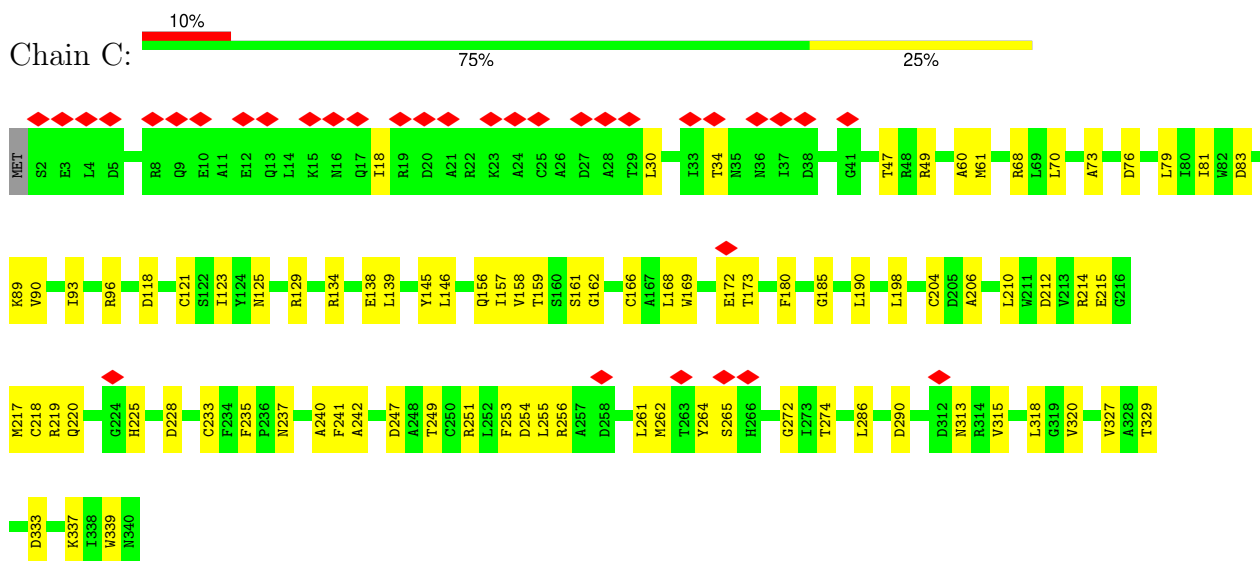 10%
Chain C:
75% 25%
MET S2 E3 L4 D5 R8 Q9 E10 A11 E12 Q13 L14 K15 N16 Q17 I18 R19 D20 A21 R22 K23 A24 C25 A26 D27 A28 T29 L30 I33 T34 N35 N36 I37 D38 G41 T47 R48 R49 A60 M61 R68 L69 L70 A73 D76 L79 I80 I81 W82 D83
K89 V90 I93 R96 D118 C121 S122 I123 Y124 N125 R129 R134 E138 L139 Y145 L146 Q156 I157 V158 T159 S160 S161 G162 C166 A167 L168 W169 E172 T173 F180 G185 L190 L198 C204 D205 A206 L210 W211 D212 V213 R214 E215 G216
M217 C218 R219 Q220 G224 H225 D228 C233 F234 F235 P236 N237 A240 F241 A242 D247 A248 T249 C250 R251 L252 F253 D254 L255 R256 A257 D258 L261 M262 T263 Y264 S265 H266 G272 I273 T274 L286 D290 D312 N313 R314 V315 L318 G319 V320 V327 A328 T329
D333 K337 I338 W339 N340